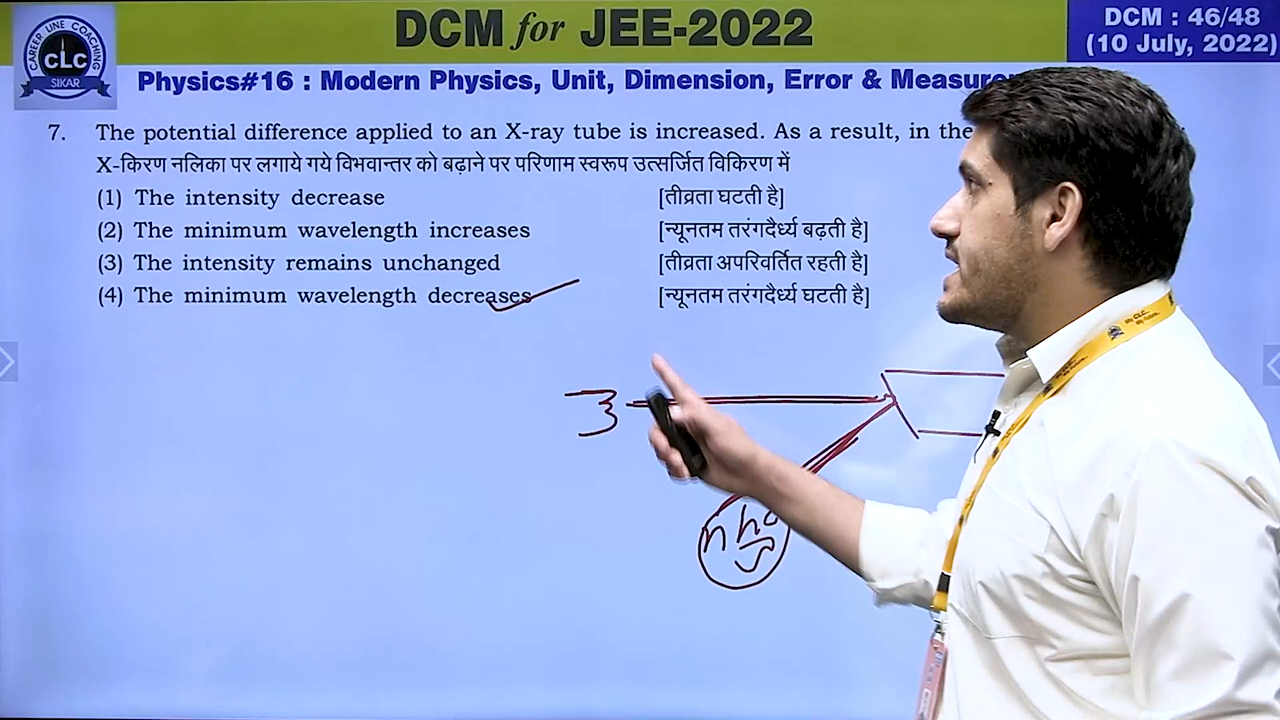 DCM for JEE-2022
DCM : 46/48
(10 July, 2022)
CAREER LINE COACHING
CLC
SIKAR
Physics#16 : Modern Physics, Unit, Dimension, Error &
7. The potential difference applied to an X-ray tube is increased. As a result, in the
X-किरण नलिका पर लगाये गये विभवान्तर को बढ़ाने पर परिणाम स्वरूप उत्सर्जित विकिरण में
(1) The intensity decrease [तीव्रता घटती है]
(2) The minimum wavelength increases [न्यूनतम तरंगदैर्ध्य बढ़ती है]
(3) The intensity remains unchanged [तीव्रता अपरिवर्तित रहती है]
(4) The minimum wavelength decreases [न्यूनतम तरंगदैर्ध्य घटती है]
My CLC..
My Future..